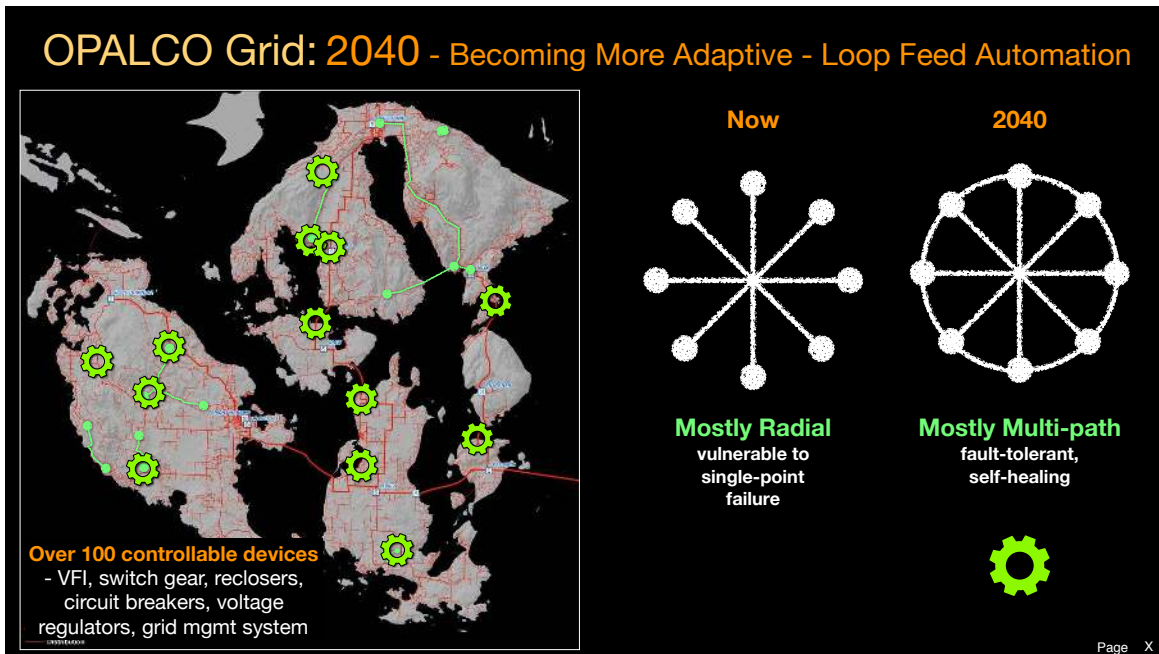 OPALCO Grid: 2040 - Becoming More Adaptive - Loop Feed Automation
Now
2040
Mostly Radial
vulnerable to
single-point
failure
Mostly Multi-path
fault-tolerant,
self-healing
Over 100 controllable devices
- VFI, switch gear, reclosers,
circuit breakers, voltage
regulators, grid mgmt system
Page X